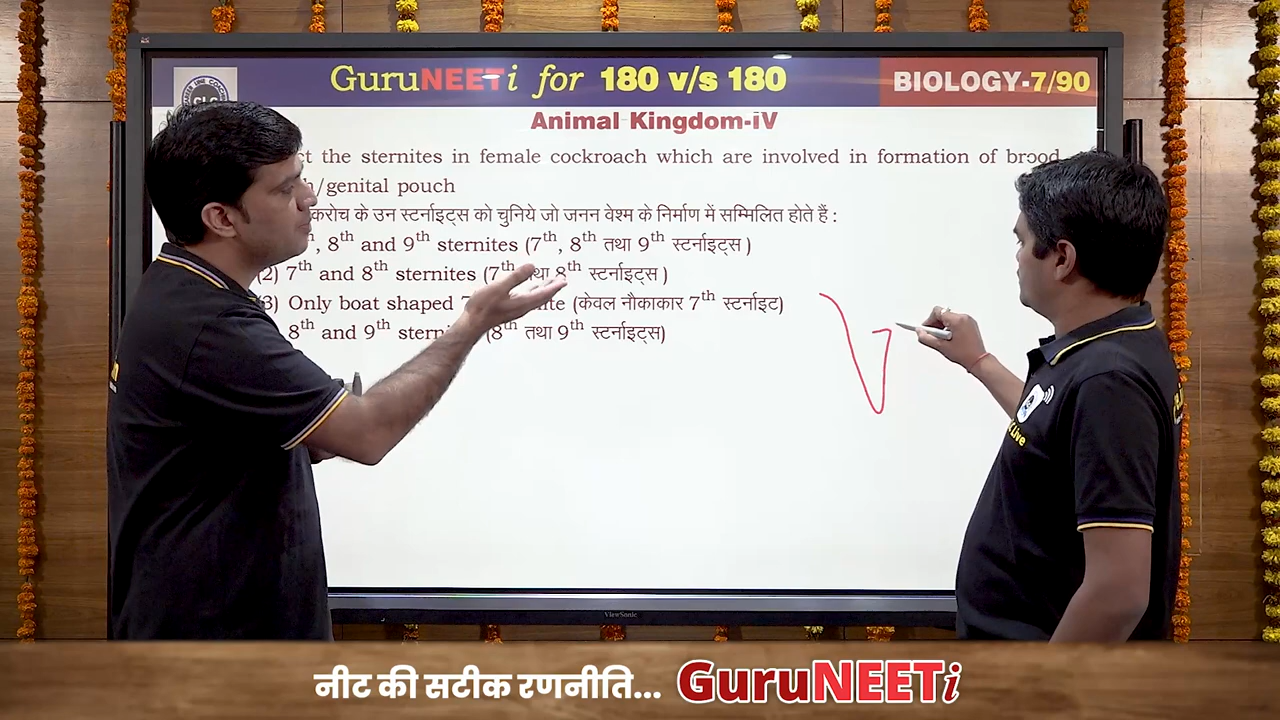 GuruNEETi for 180 v/s 180
BIOLOGY-7/90
Animal Kingdom-iV
the sternites in female cockroach which are involved in formation of brood
/genital pouch
के उन स्टर्नाइट्स को चुनिये जो जनन वेश्म के निर्माण में सम्मिलित होते हैं :
, 8th and 9th sternites (7th, 8th तथा 9th स्टर्नाइट्स )
(2) 7th and 8th sternites (7th तथा 8th स्टर्नाइट्स )
(3) Only boat shaped (केवल नौकाकार 7th स्टर्नाइट)
8th and 9th (8th तथा 9th स्टर्नाइट्स)
ViewSonic
Live
नीट की सटीक रणनीति... GuruNEETi